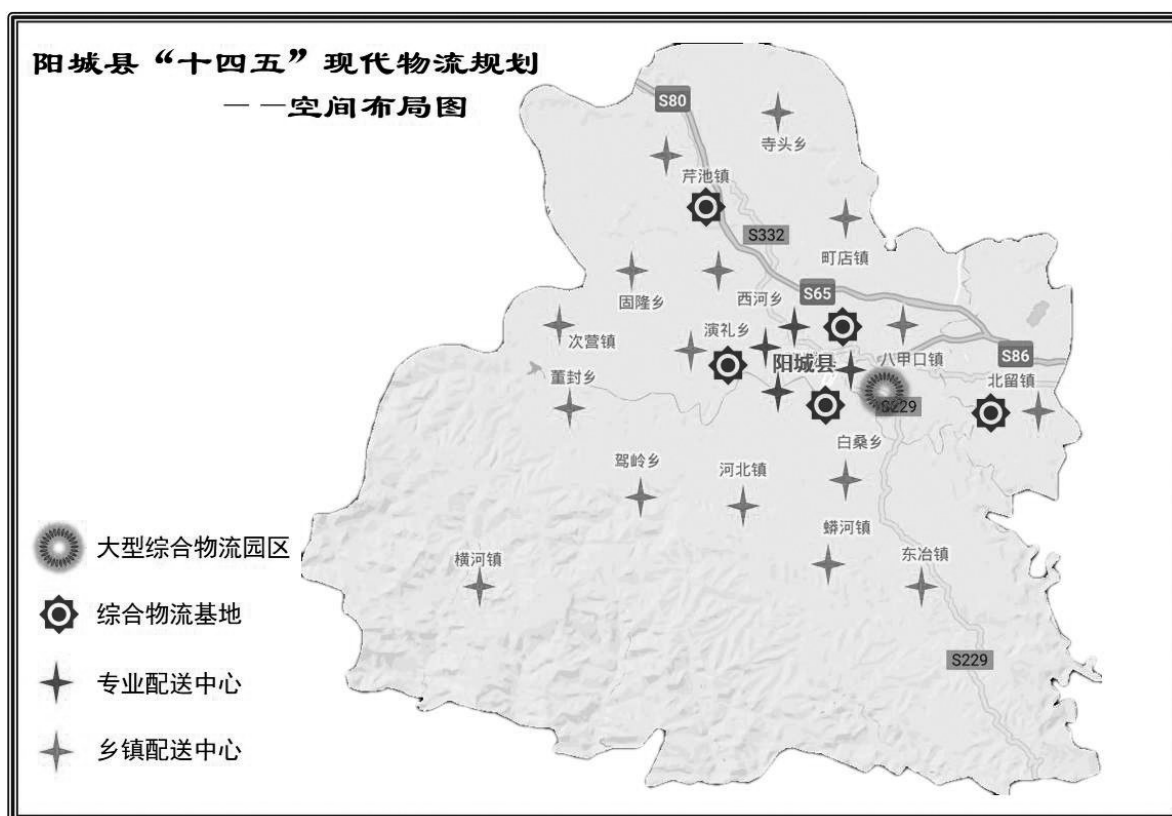 阳城县“十四五”现代物流规划
——空间布局图
S80
寺头乡
芹池镇
S332
町店镇
固隆乡
西河乡
S65
次营镇
演礼乡
阳城县
八甲口镇
S86
董封乡
北留镇
S229
白桑乡
驾岭乡
河北镇
蟒河镇
横河镇
东冶镇
S229
大型综合物流园区
综合物流基地
专业配送中心
乡镇配送中心